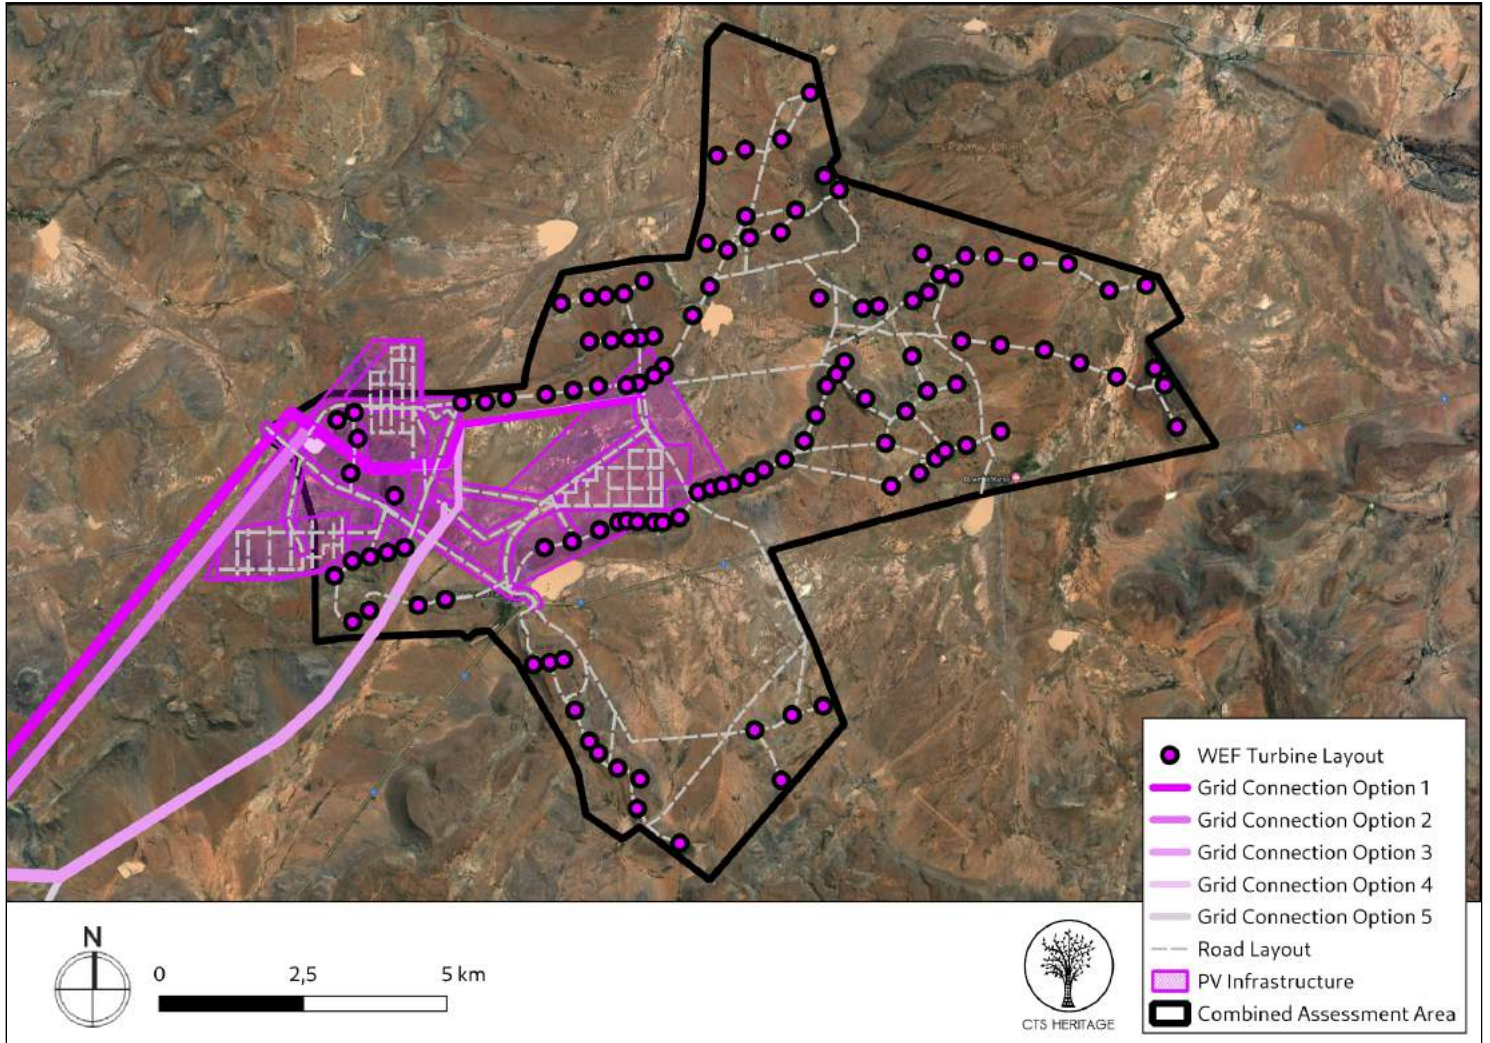 WEF Turbine Layout
Grid Connection Option 1
Grid Connection Option 2
Grid Connection Option 3
Grid Connection Option 4
Grid Connection Option 5
Road Layout
PV Infrastructure
Combined Assessment Area
N
0 2,5 5 km
CTS HERITAGE